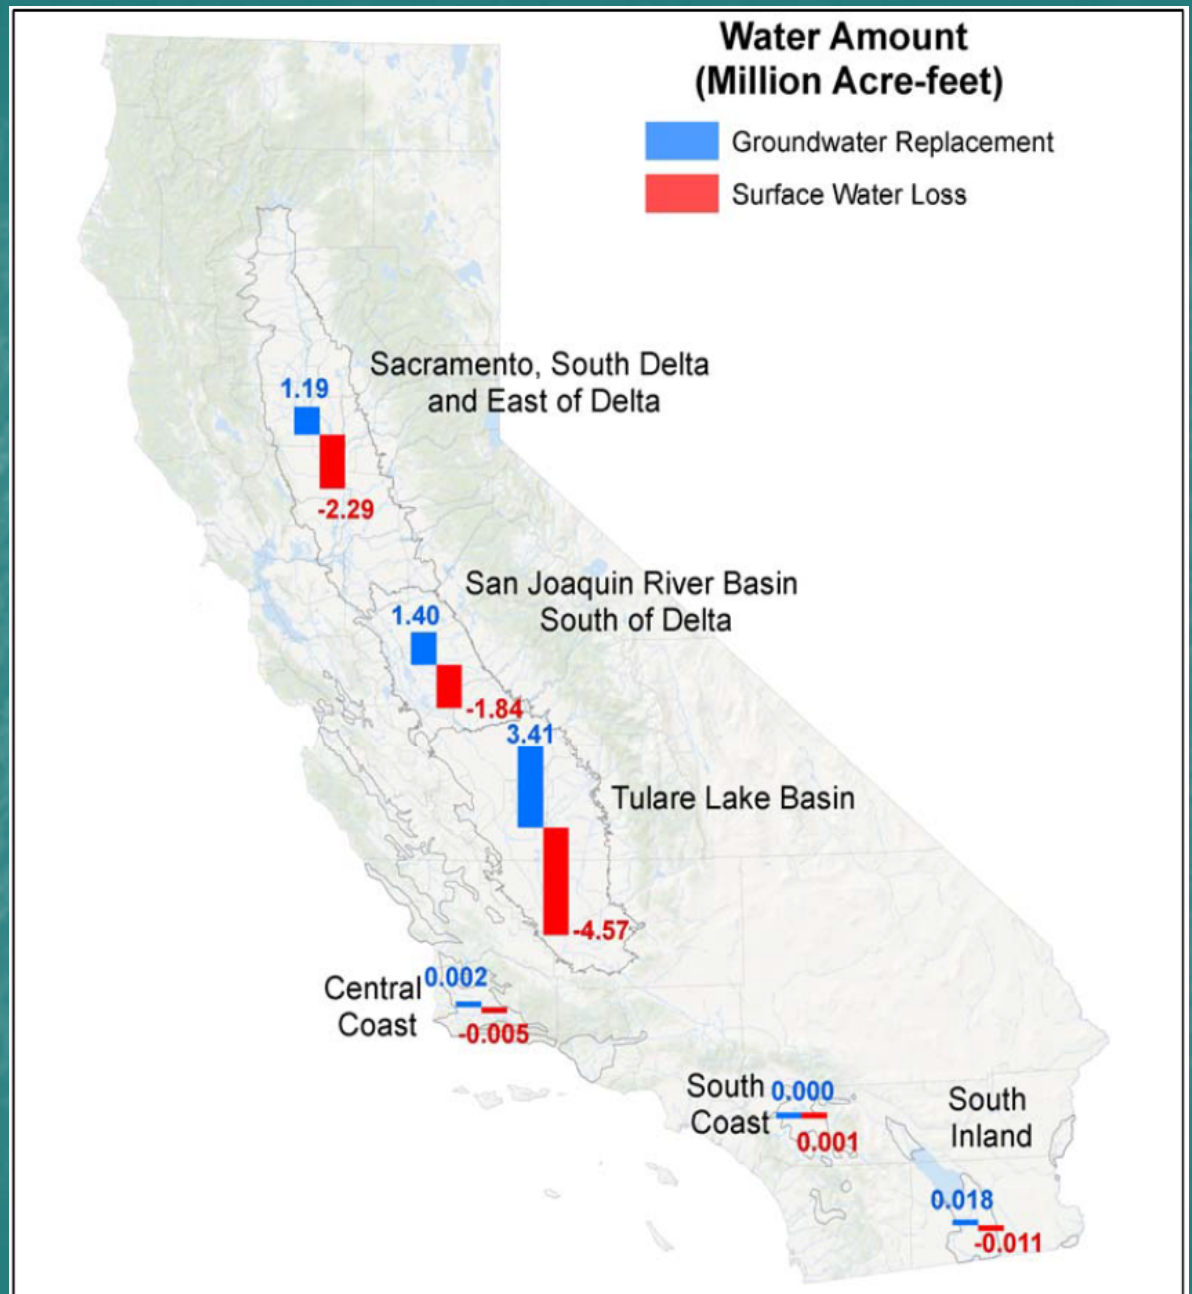 Water Amount
(Million Acre-feet)
Groundwater Replacement
Surface Water Loss
Sacramento, South Delta
and East of Delta
1.19
-2.29
San Joaquin River Basin
South of Delta
1.40
-1.84
3.41
Tulare Lake Basin
-4.57
Central
Coast
0.002
-0.005
South
Coast
0.000
0.001
South
Inland
0.018
-0.011